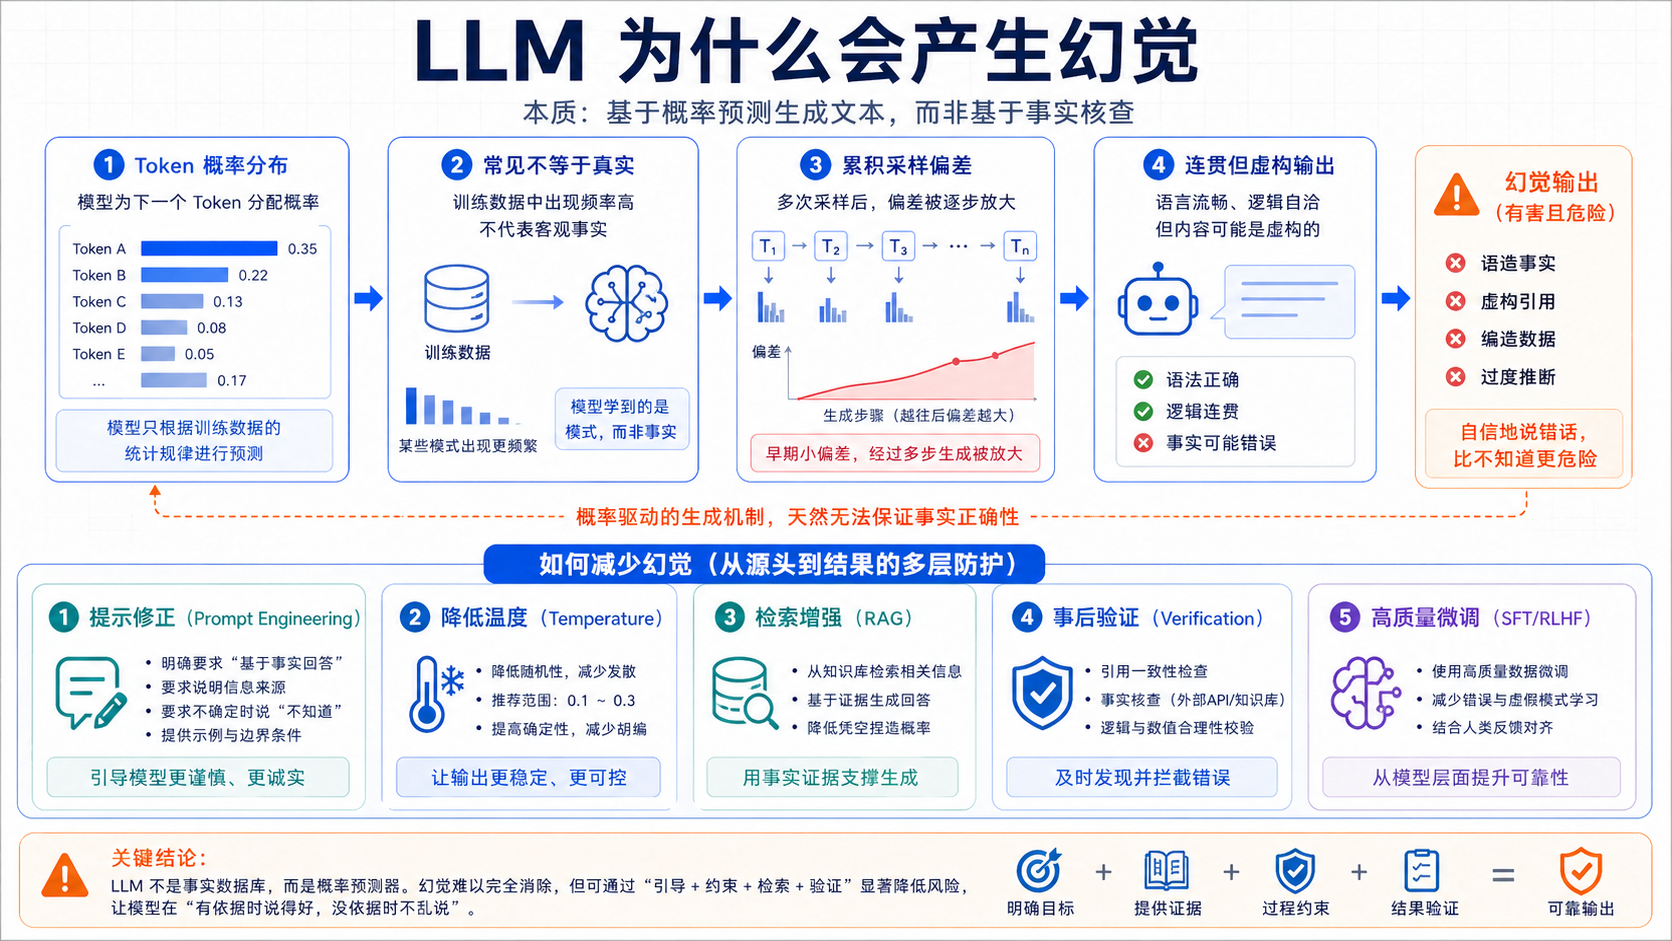 LLM 为什么会产生幻觉
本质：基于概率预测生成文本，而非基于事实核查
1 Token 概率分布
模型为下一个 Token 分配概率
Token A 0.35
Token B 0.22
Token C 0.13
Token D 0.08
Token E 0.05
... 0.17
模型只根据训练数据的
统计规律进行预测
2 常见不等于真实
训练数据中出现频率高
不代表客观事实
训练数据
某些模式出现更频繁
模型学到的是
模式，而非事实
3 累积采样偏差
多次采样后，偏差被逐步放大
T1 → T2 → T3 → ⋯ → Tn
偏差
生成步骤（越往后偏差越大）
早期小偏差，经过多步生成被放大
4 连贯但虚构输出
语言流畅、逻辑自洽
但内容可能是虚构的
语法正确
逻辑连费
事实可能错误
幻觉输出
（有害且危险）
语造事实
虚构引用
编造数据
过度推断
自信地说错话，
比不知道更危险
概率驱动的生成机制，天然无法保证事实正确性
如何减少幻觉（从源头到结果的多层防护）
1 提示修正（Prompt Engineering）
• 明确要求“基于事实回答”
• 要求说明信息来源
• 要求不确定时说“不知道”
• 提供示例与边界条件
引导模型更谨慎、更诚实
2 降低温度（Temperature）
• 降低随机性，减少发散
• 推荐范围：0.1 ~ 0.3
• 提高确定性，减少胡编
让输出更稳定、更可控
3 检索增强（RAG）
• 从知识库检索相关信息
• 基于证据生成回答
• 降低凭空捏造概率
用事实证据支撑生成
4 事后验证（Verification）
• 引用一致性检查
• 事实核查（外部API/知识库）
• 逻辑与数值合理性校验
及时发现并拦截错误
5 高质量微调（SFT/RLHF）
• 使用高质量数据微调
• 减少错误与虚假模式学习
• 结合人类反馈对齐
从模型层面提升可靠性
关键结论：
LLM 不是事实数据库，而是概率预测器。幻觉难以完全消除，但可通过“引导 + 约束 + 检索 + 验证”显著降低风险，
让模型在“有依据时说得好，没依据时不乱说”。
明确目标 + 提供证据 + 过程约束 + 结果验证 = 可靠输出